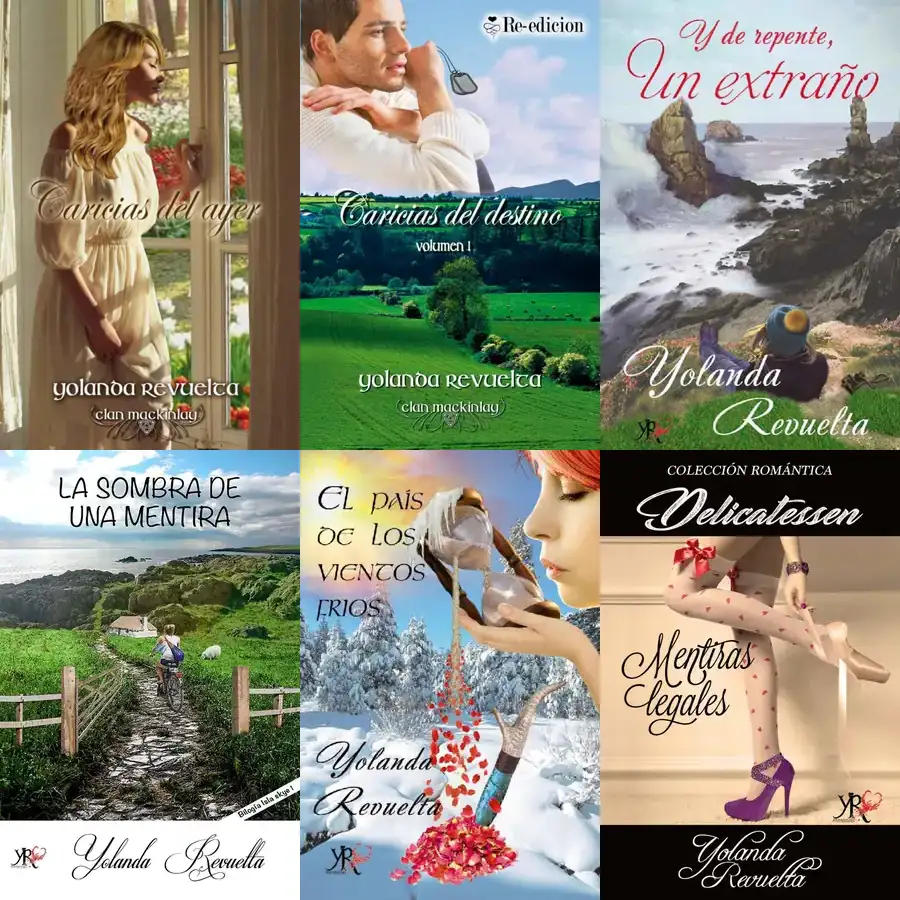 Caricias del ayer
Yolanda Revuelta
clan mackinlay
Re-edicion
Caricias del destino
volumen 1
Yolanda Revuelta
clan mackinlay
Y de repente,
Un extraño
Yolanda
Revuelta
YR
LA SOMBRA DE
UNA MENTIRA
Bilogía Isla skye I
YR
Yolanda Revuelta
El país
de los
vientos
fríos
Yolanda
Revuelta
YR
COLECCIÓN ROMÁNTICA
Delicatessen
Mentiras
legales
YR
Yolanda
Revuelta